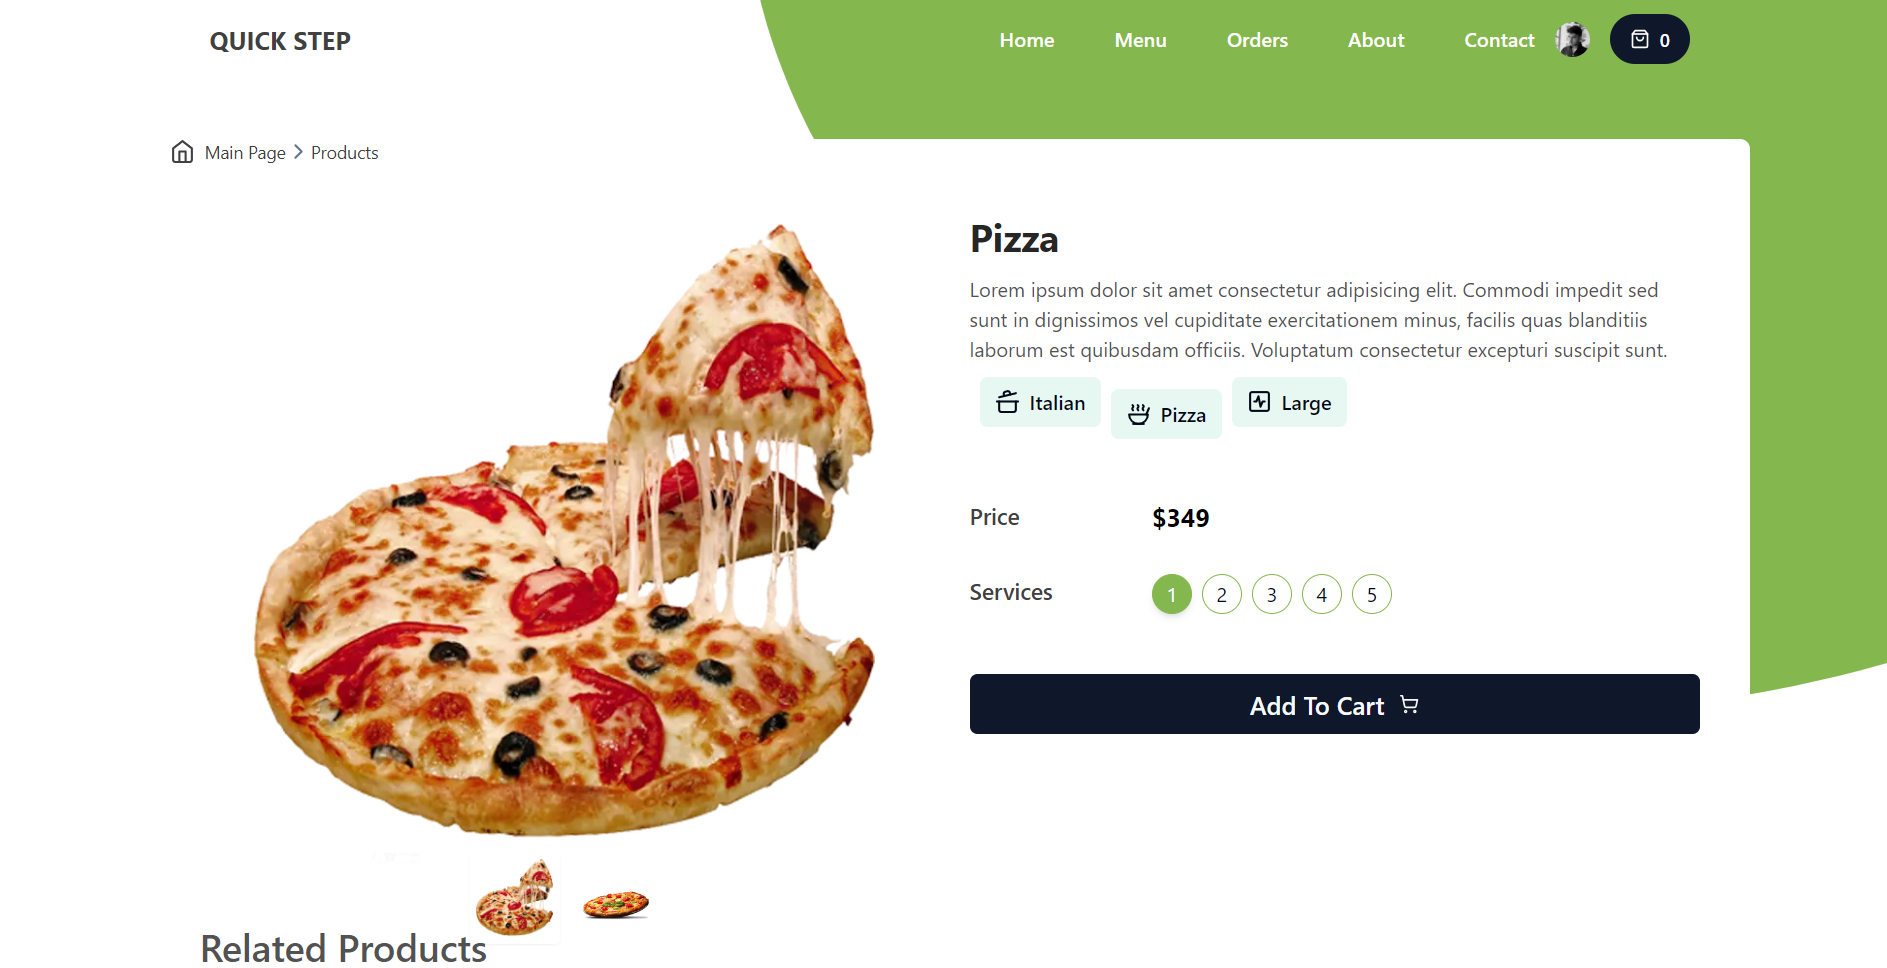 QUICK STEP
Home Menu Orders About Contact 0
Main Page Products
Pizza
Lorem ipsum dolor sit amet consectetur adipisicing elit. Commodi impedit sed
sunt in dignissimos vel cupiditate exercitationem minus, facilis quas blanditiis
laborum est quibusdam officiis. Voluptatum consectetur excepturi suscipit sunt.
Italian Pizza Large
Price $349
Services 1 2 3 4 5
Add To Cart
Related Products